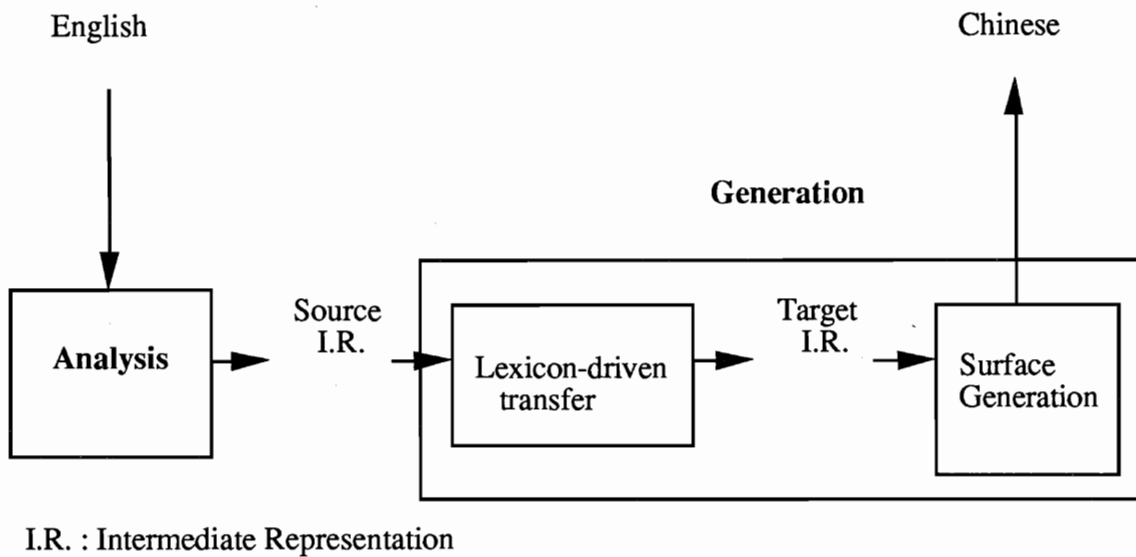 English
Chinese
Generation
Analysis
Source
I.R.
Lexicon-driven
transfer
Target
I.R.
Surface
Generation
I.R. : Intermediate Representation